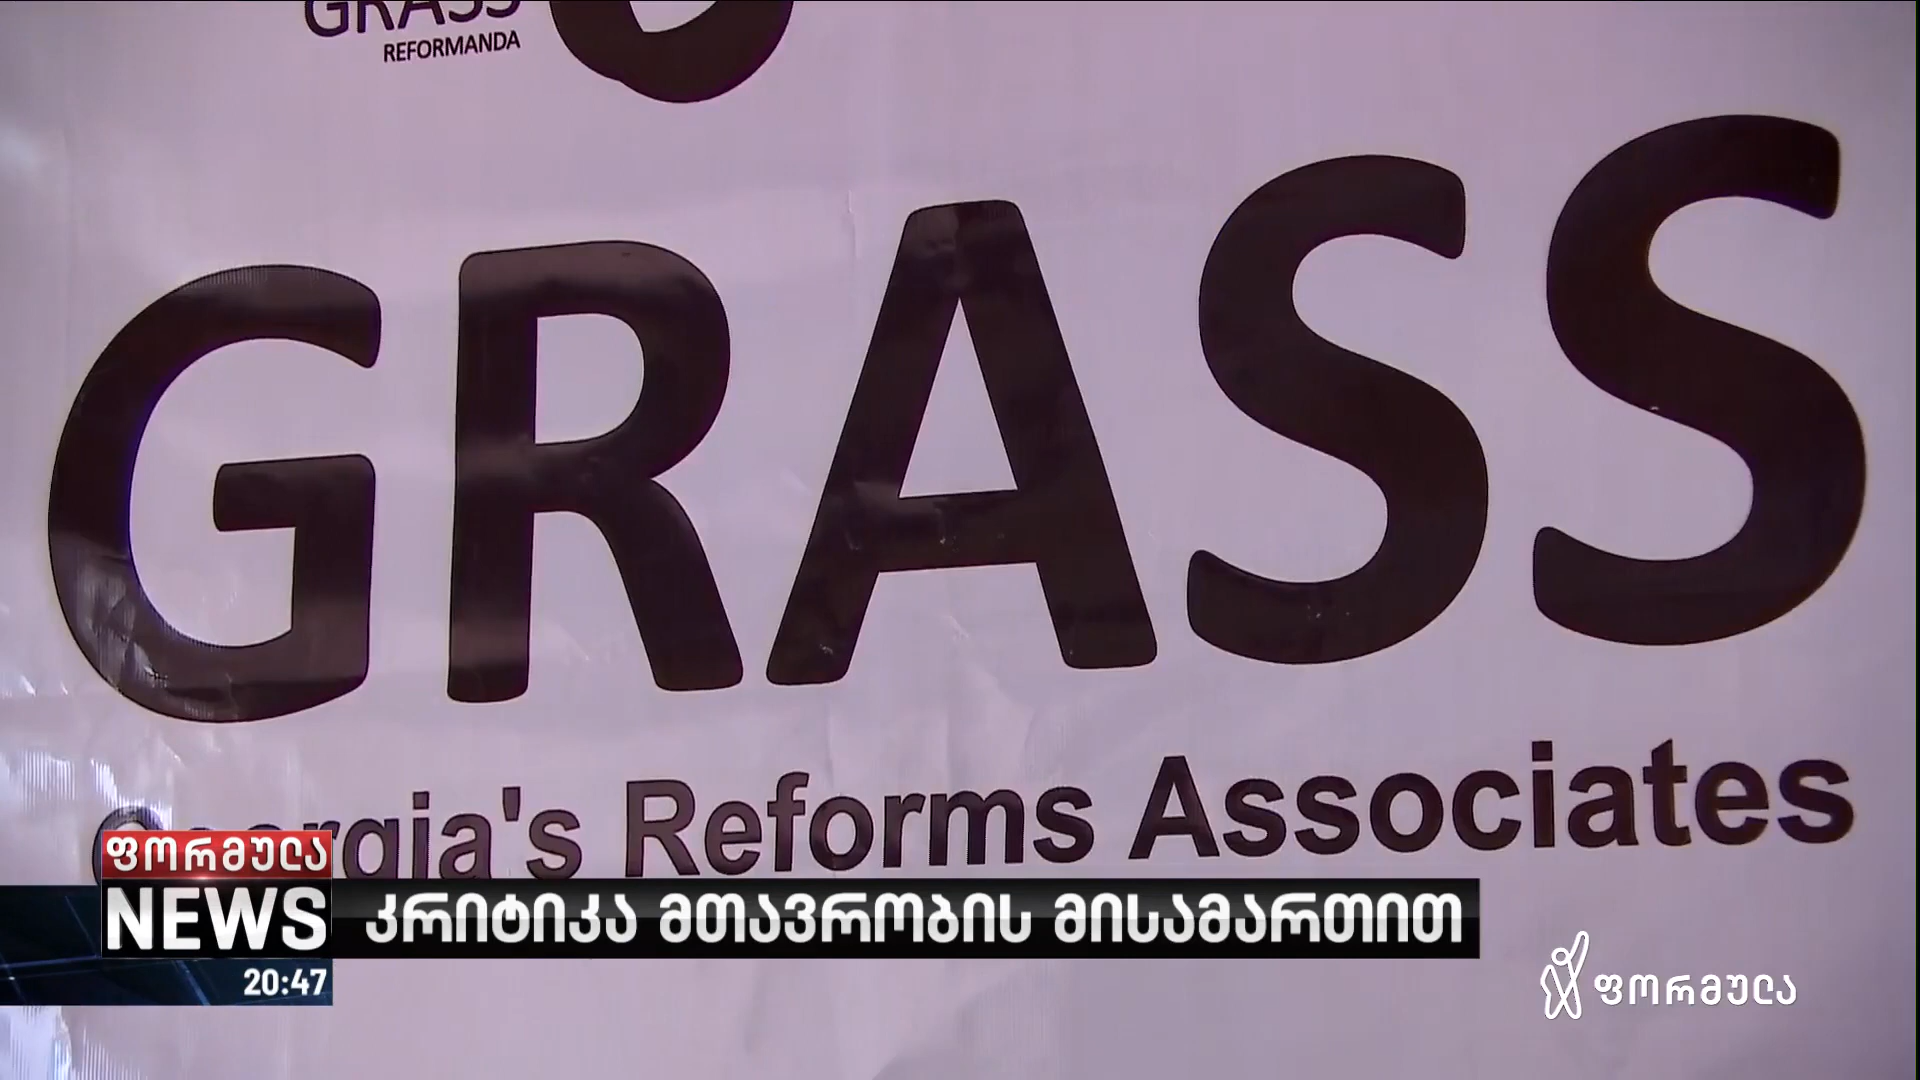 GRASS
REFORMANDA
GRASS
Georgia's Reforms Associates
ფორმულა
NEWS
კრიტიკა მთავრობის მისამართით
20:47
ფორმულა